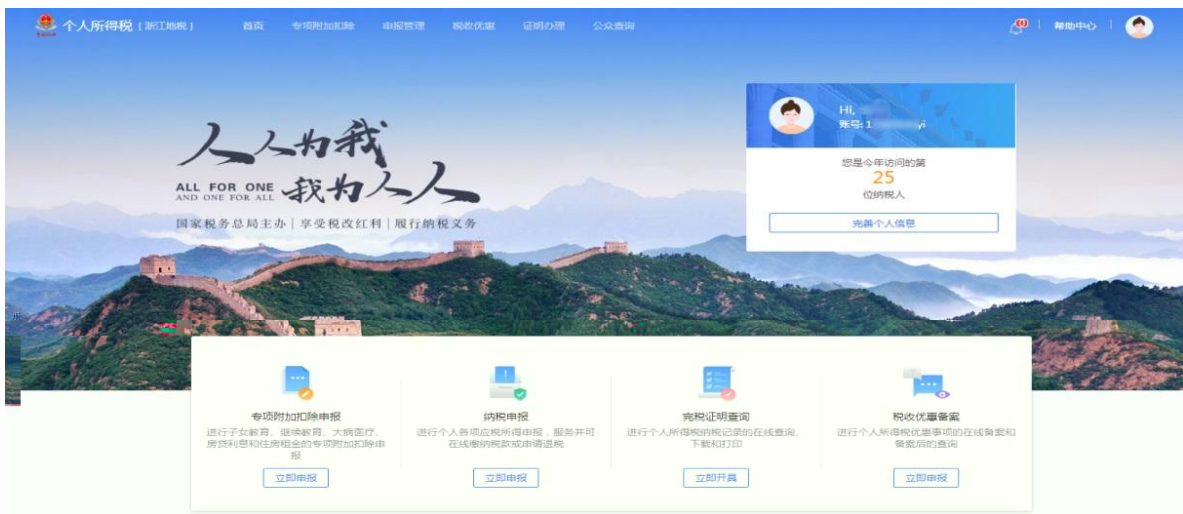 个人所得税 [ 浙江地税 ] 首页 专项附加扣除 申报管理 税收优惠 证明办理 公众查询 帮助中心
人人为我
ALL FOR ONE
AND ONE FOR ALL
我为人人
国家税务总局主办 | 享受税改红利 | 履行纳税义务
Hi,
账号: 1 yi
您是今年访问的第
25
位纳税人
完善个人信息
专项附加扣除申报
进行子女教育、继续教育、大病医疗、
房贷利息和住房租金的专项附加扣除申
报
立即申报
纳税申报
进行个人各项应税所得申报，服务并可
在线缴纳税款或申请退税
立即申报
完税证明查询
进行个人所得税纳税记录的在线查询、
下载和打印
立即开具
税收优惠备案
进行个人所得税优惠事项的在线备案和
备案后的查询
立即申报